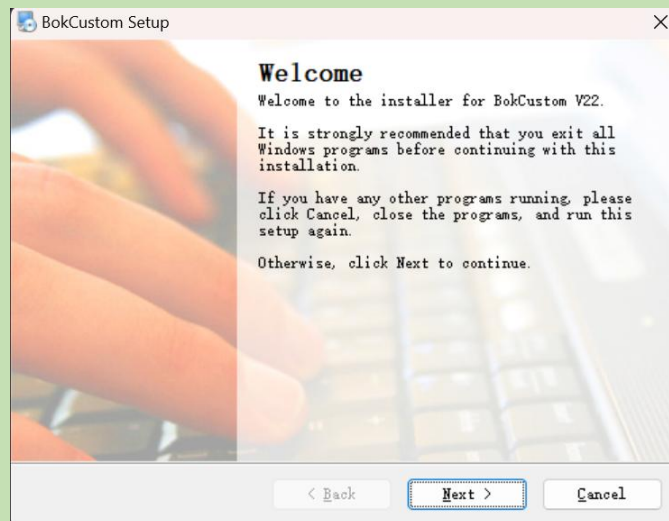 BokCustom Setup
Welcome
Welcome to the installer for BokCustom V22.
It is strongly recommended that you exit all
Windows programs before continuing with this
installation.
If you have any other programs running, please
click Cancel, close the programs, and run this
setup again.
Otherwise, click Next to continue.
< Back Next > Cancel